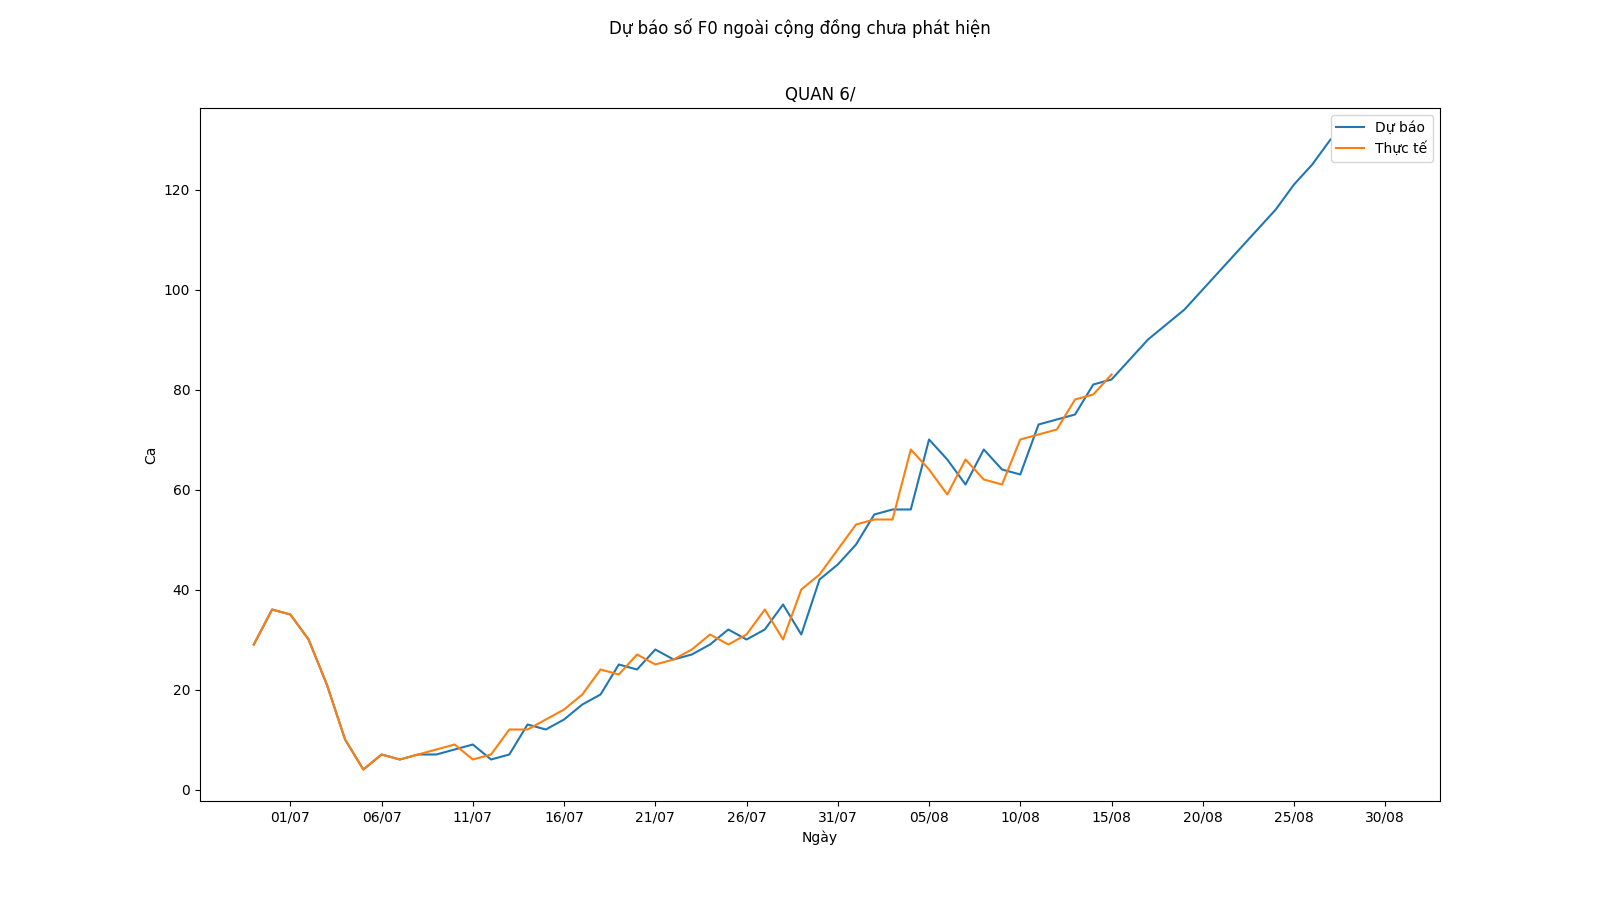 Dự báo số F0 ngoài cộng đồng chưa phát hiện
QUAN 6/
Dự báo
Thực tế
120
100
80
60
40
20
0
Ca
01/07 06/07 11/07 16/07 21/07 26/07 31/07 05/08 10/08 15/08 20/08 25/08 30/08
Ngày